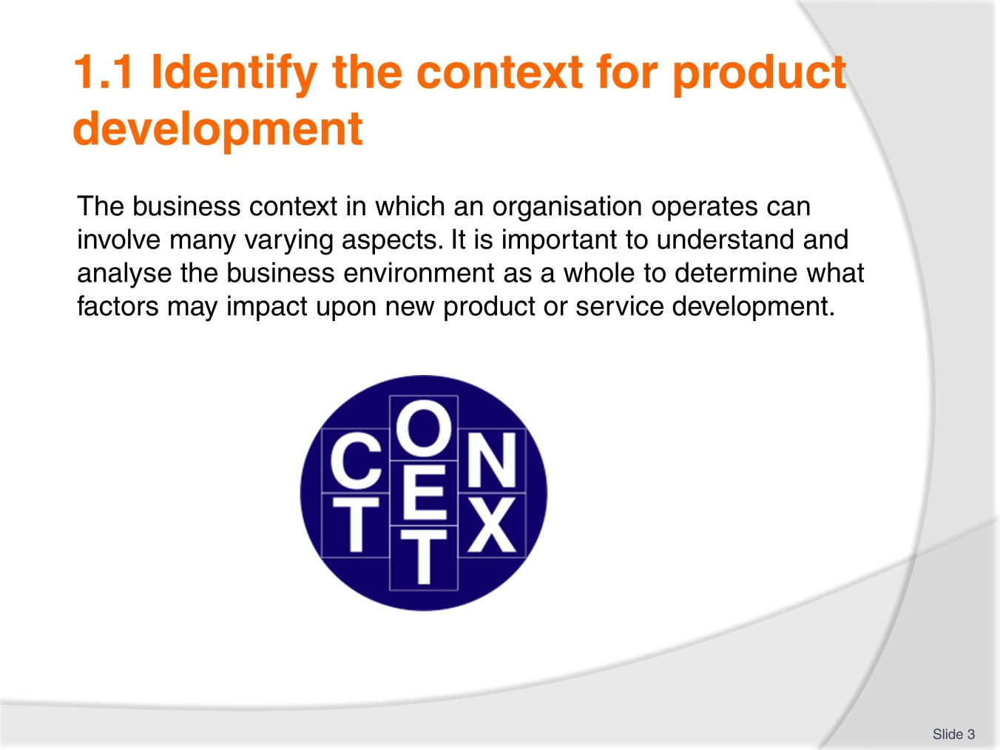 1.1 Identify the context for product
development
The business context in which an organisation operates can
involve many varying aspects. It is important to understand and
analyse the business environment as a whole to determine what
factors may impact upon new product or service development.
C O N
T E X
T
Slide 3